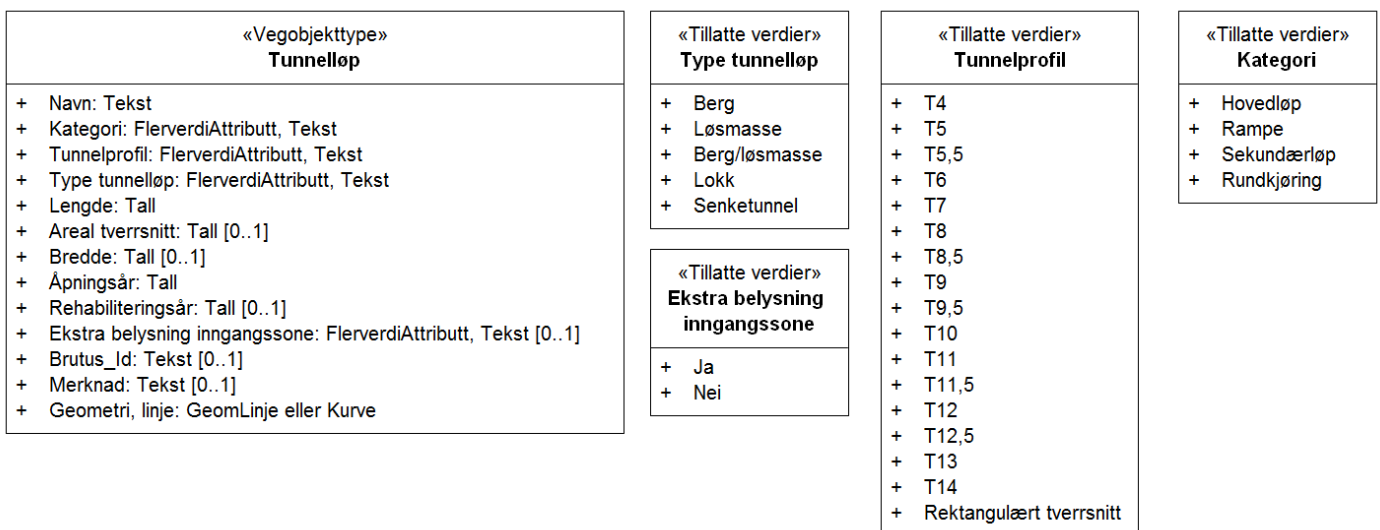 «Vegobjekttype»
Tunnelløp
+ Navn: Tekst
+ Kategori: FlerverdiAttributt, Tekst
+ Tunnelprofil: FlerverdiAttributt, Tekst
+ Type tunnelløp: FlerverdiAttributt, Tekst
+ Lengde: Tall
+ Areal tverrsnitt: Tall [0..1]
+ Bredde: Tall [0..1]
+ Åpningsår: Tall
+ Rehabiliteringsår: Tall [0..1]
+ Ekstra belysning inngangssone: FlerverdiAttributt, Tekst [0..1]
+ Brutus_Id: Tekst [0..1]
+ Merknad: Tekst [0..1]
+ Geometri, linje: GeomLinje eller Kurve
«Tillatte verdier»
Type tunnelløp
+ Berg
+ Løsmasse
+ Berg/løsmasse
+ Lokk
+ Senketunnel
«Tillatte verdier»
Ekstra belysning
inngangssone
+ Ja
+ Nei
«Tillatte verdier»
Tunnelprofil
+ T4
+ T5
+ T5,5
+ T6
+ T7
+ T8
+ T8,5
+ T9
+ T9,5
+ T10
+ T11
+ T11,5
+ T12
+ T12,5
+ T13
+ T14
+ Rektangulært tverrsnitt
«Tillatte verdier»
Kategori
+ Hovedløp
+ Rampe
+ Sekundærløp
+ Rundkjøring